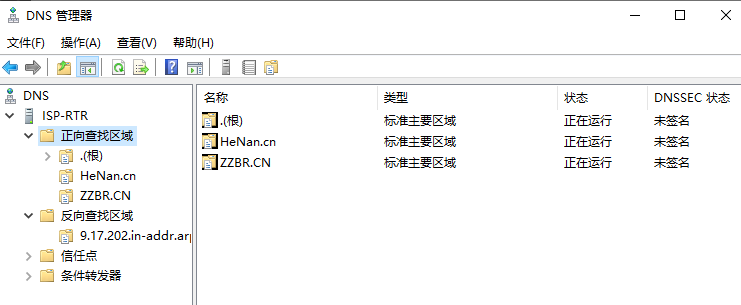 DNS 管理器
文件(F) 操作(A) 查看(V) 帮助(H)
DNS
ISP-RTR
正向查找区域
.(根)
HeNan.cn
ZZBR.CN
反向查找区域
9.17.202.in-addr.arp
信任点
条件转发器
名称 类型 状态 DNSSEC 状态
.(根) 标准主要区域 正在运行 未签名
HeNan.cn 标准主要区域 正在运行 未签名
ZZBR.CN 标准主要区域 正在运行 未签名